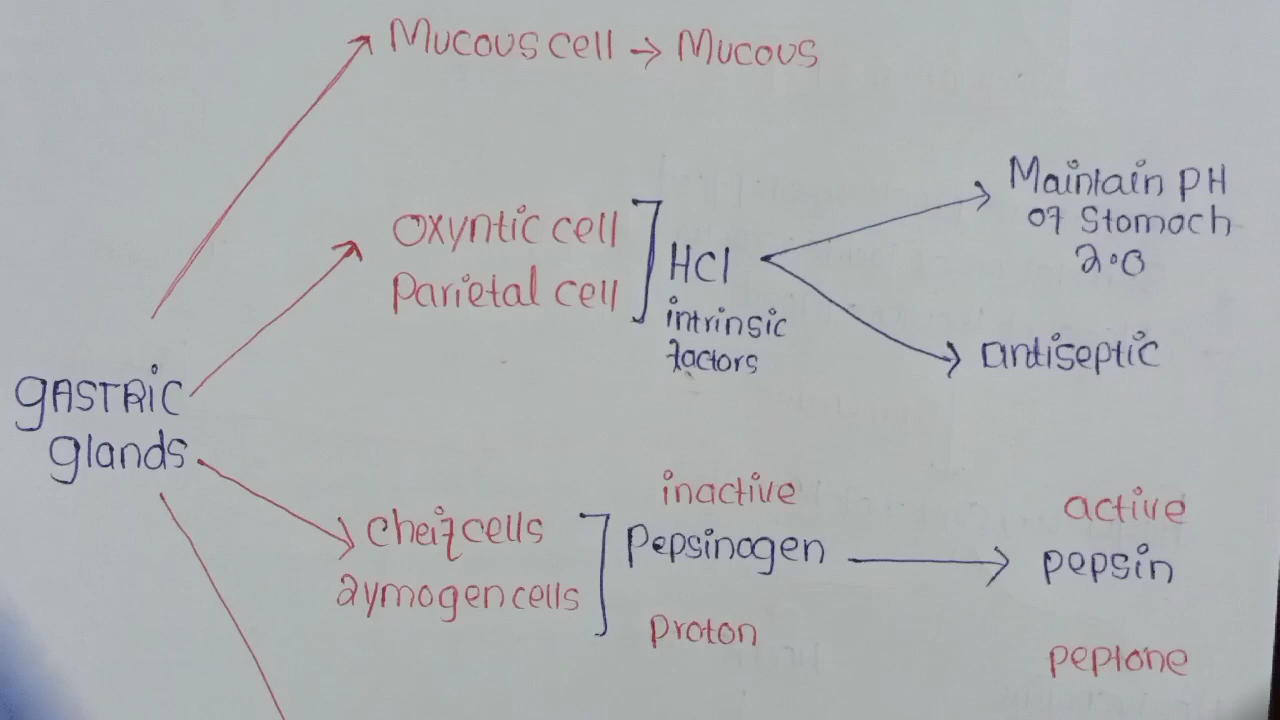 Mucous cell → Mucous
Oxyntic cell
Parietal cell
HCl
intrinsic
factors
Maintain PH
of Stomach
2.0
antiseptic
GASTRiC
glands
cheif cells
zymogen cells
inactive
Pepsinogen
proton
active
pepsin
peptone